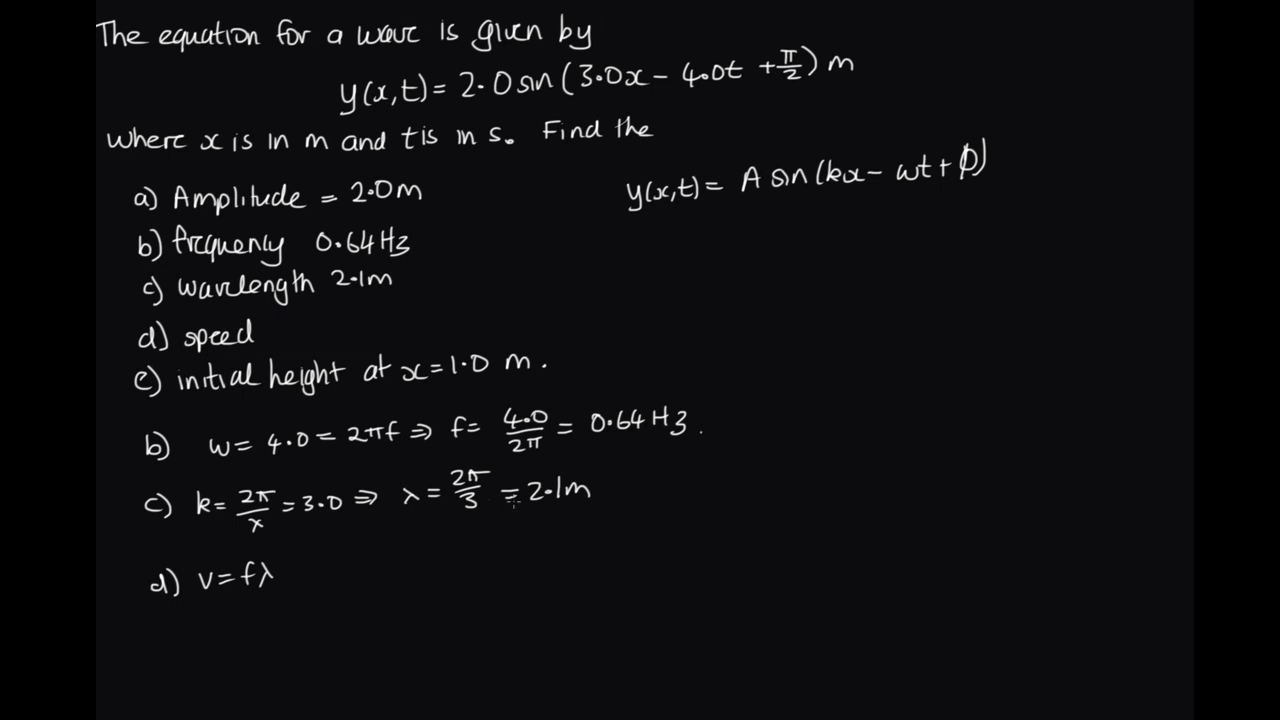 The equation for a wave is given by
y(x,t) = 2.0 sin (3.0x - 4.0t + π/2) m
where x is in m and t is in s. Find the
y(x,t) = A sin (kx - ωt + φ)
a) Amplitude = 2.0m
b) frequency 0.64Hz
c) wavelength 2.1m
d) speed
e) initial height at x = 1.0 m.
b) ω = 4.0 = 2πf ⇒ f = 4.0/2π = 0.64 Hz.
c) k = 2π/λ = 3.0 ⇒ λ = 2π/3 = 2.1m
d) v = fλ